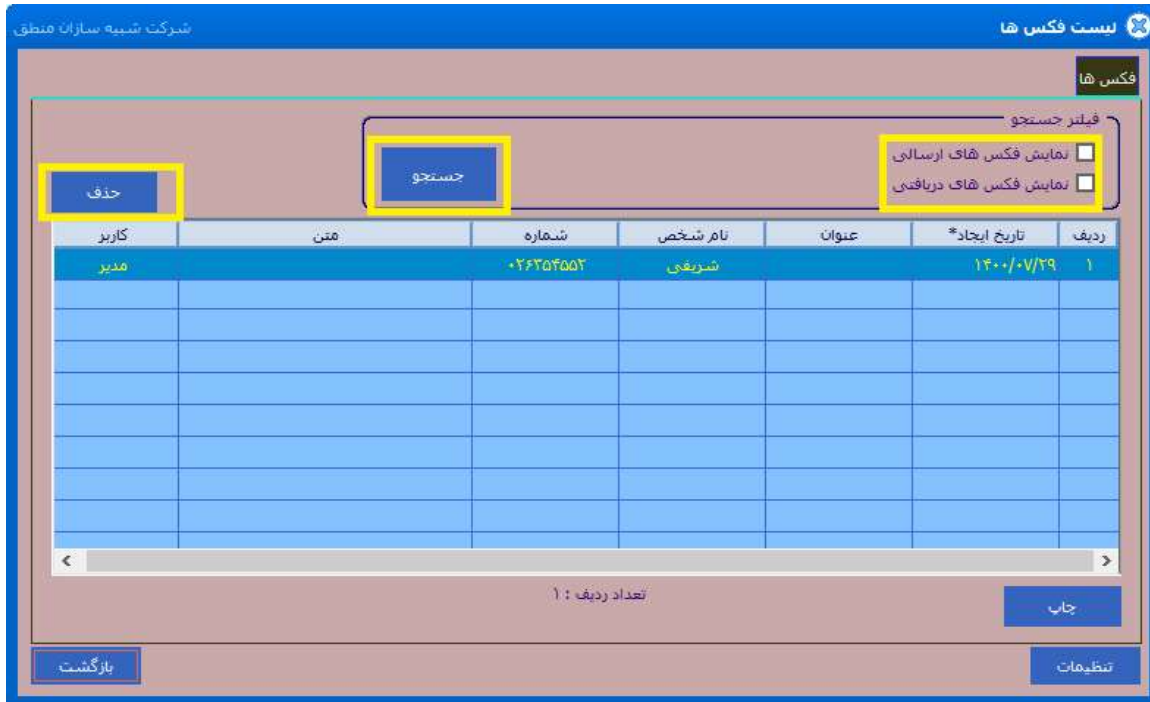 لیست فکس ها
شرکت شبیه سازان منطق
فکس ها
فیلتر جستجو
نمایش فکس های ارسالی
نمایش فکس های دریافتی
جستجو
حذف
ردیف تاریخ ایجاد* عنوان نام شخص شماره متن کاربر
۱ ۱۴۰۰/۰۷/۲۹ شریفی ۰۲۶۳۵۴۵۵۲ مدیر
تعداد ردیف : ۱
چاپ
تنظیمات
بازگشت